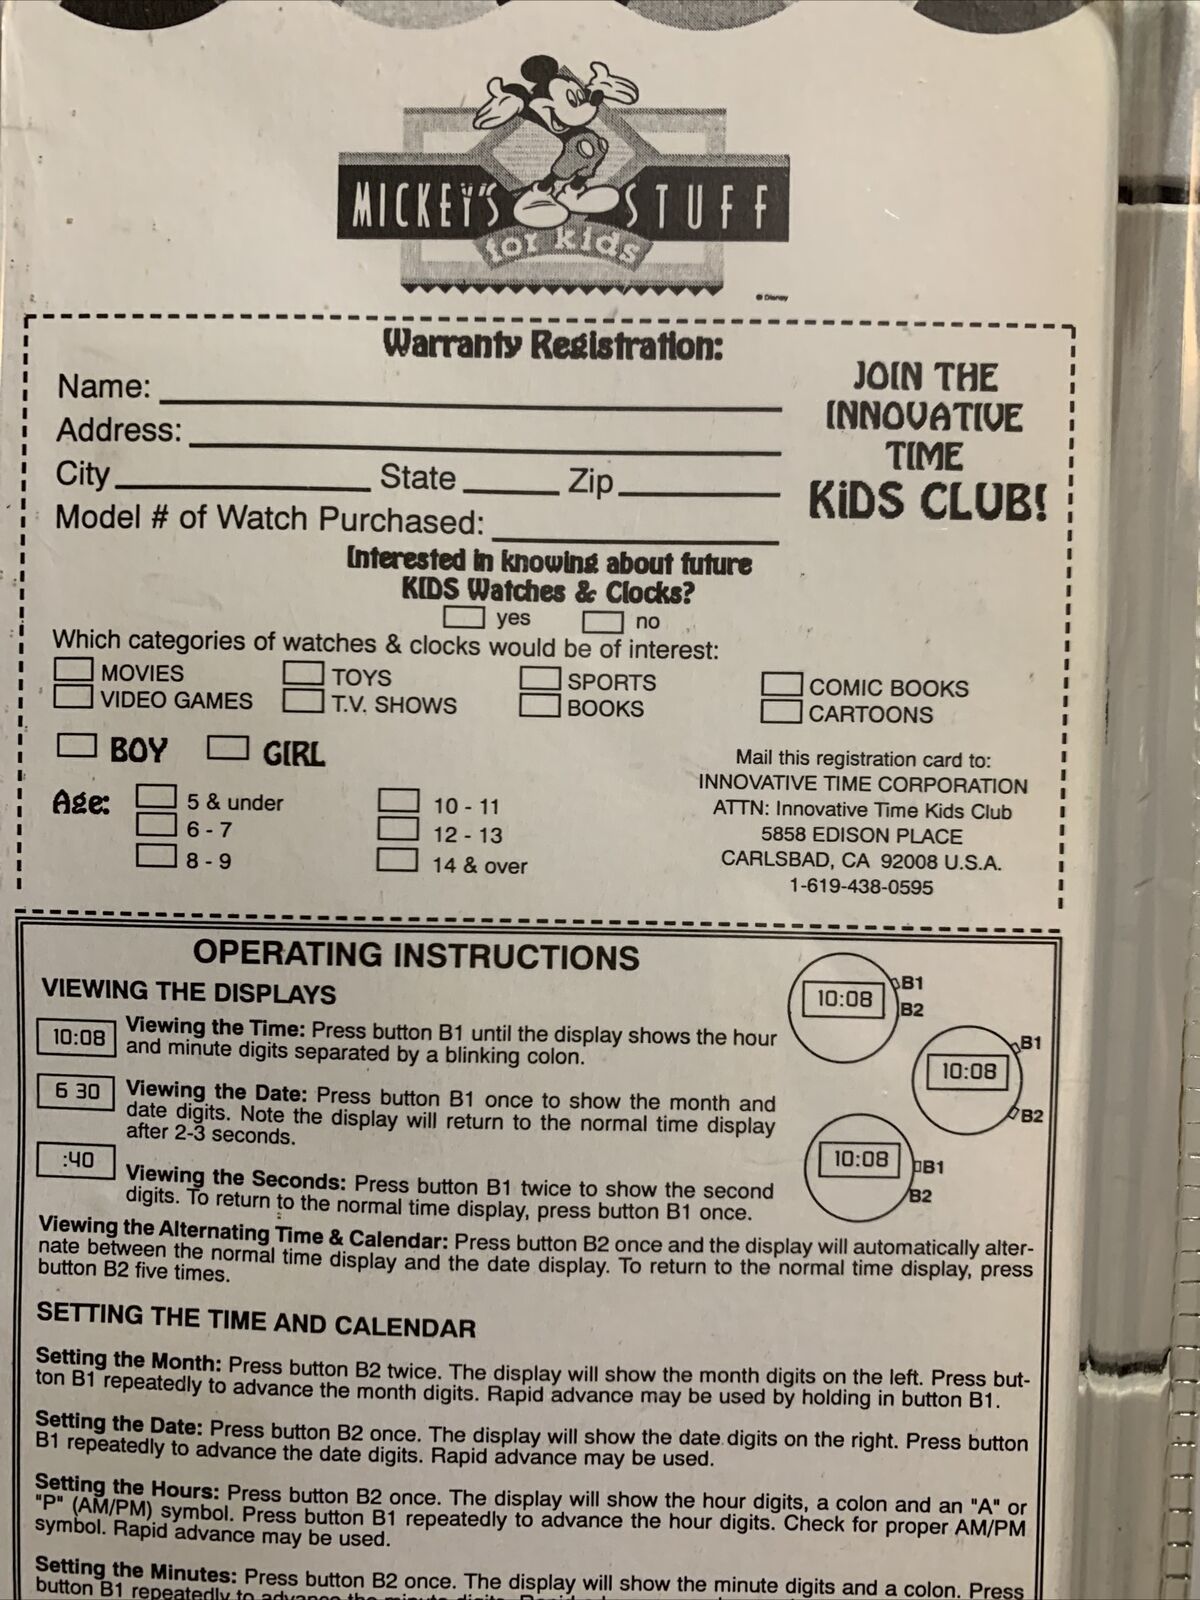 MICKEY'S STUFF
for kids
© Disney
Warranty Registration:
Name:
Address:
City State Zip
Model # of Watch Purchased:
JOIN THE
INNOVATIVE
TIME
KiDS CLUB!
Interested in knowing about future
KIDS Watches & Clocks?
yes no
Which categories of watches & clocks would be of interest:
MOVIES TOYS SPORTS COMIC BOOKS
VIDEO GAMES T.V. SHOWS BOOKS CARTOONS
BOY GIRL
Age: 5 & under 10 - 11
6 - 7 12 - 13
8 - 9 14 & over
Mail this registration card to:
INNOVATIVE TIME CORPORATION
ATTN: Innovative Time Kids Club
5858 EDISON PLACE
CARLSBAD, CA 92008 U.S.A.
1-619-438-0595
OPERATING INSTRUCTIONS
VIEWING THE DISPLAYS
10:08 Viewing the Time: Press button B1 until the display shows the hour
and minute digits separated by a blinking colon.
6 30 Viewing the Date: Press button B1 once to show the month and
date digits. Note the display will return to the normal time display
after 2-3 seconds.
:40 Viewing the Seconds: Press button B1 twice to show the second
digits. To return to the normal time display, press button B1 once.
10:08 B1
B2
10:08 B1
B2
10:08 B1
B2
Viewing the Alternating Time & Calendar: Press button B2 once and the display will automatically alter-
nate between the normal time display and the date display. To return to the normal time display, press
button B2 five times.
SETTING THE TIME AND CALENDAR
Setting the Month: Press button B2 twice. The display will show the month digits on the left. Press but-
ton B1 repeatedly to advance the month digits. Rapid advance may be used by holding in button B1.
Setting the Date: Press button B2 once. The display will show the date digits on the right. Press button
B1 repeatedly to advance the date digits. Rapid advance may be used.
Setting the Hours: Press button B2 once. The display will show the hour digits, a colon and an "A" or
"P" (AM/PM) symbol. Press button B1 repeatedly to advance the hour digits. Check for proper AM/PM
symbol. Rapid advance may be used.
Setting the Minutes: Press button B2 once. The display will show the minute digits and a colon. Press
button B1 repeatedly to advance the minute digits.